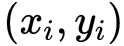 (x_i, y_i)